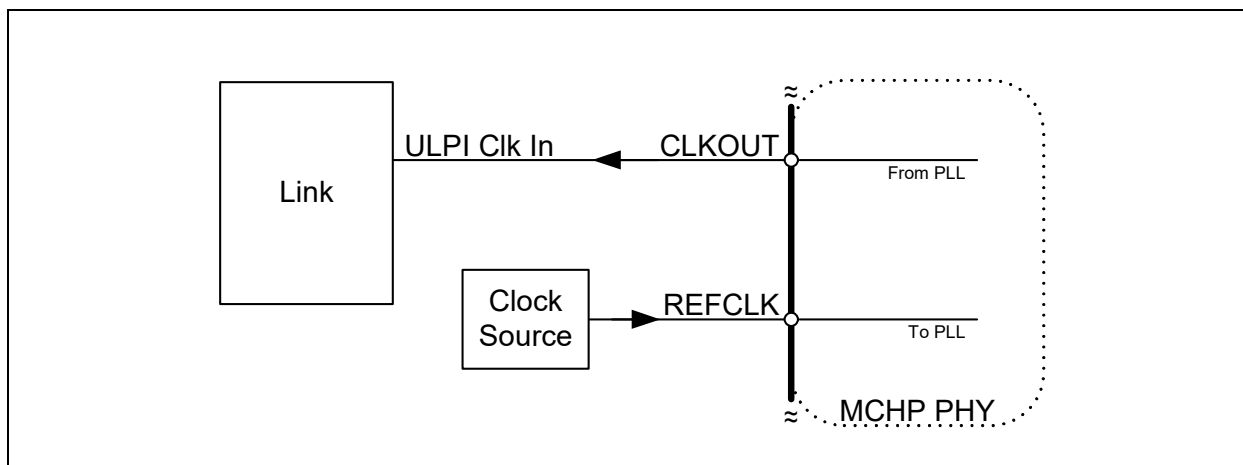 ULPI Clk In
CLKOUT
From PLL
Link
Clock
Source
REFCLK
To PLL
MCHP PHY